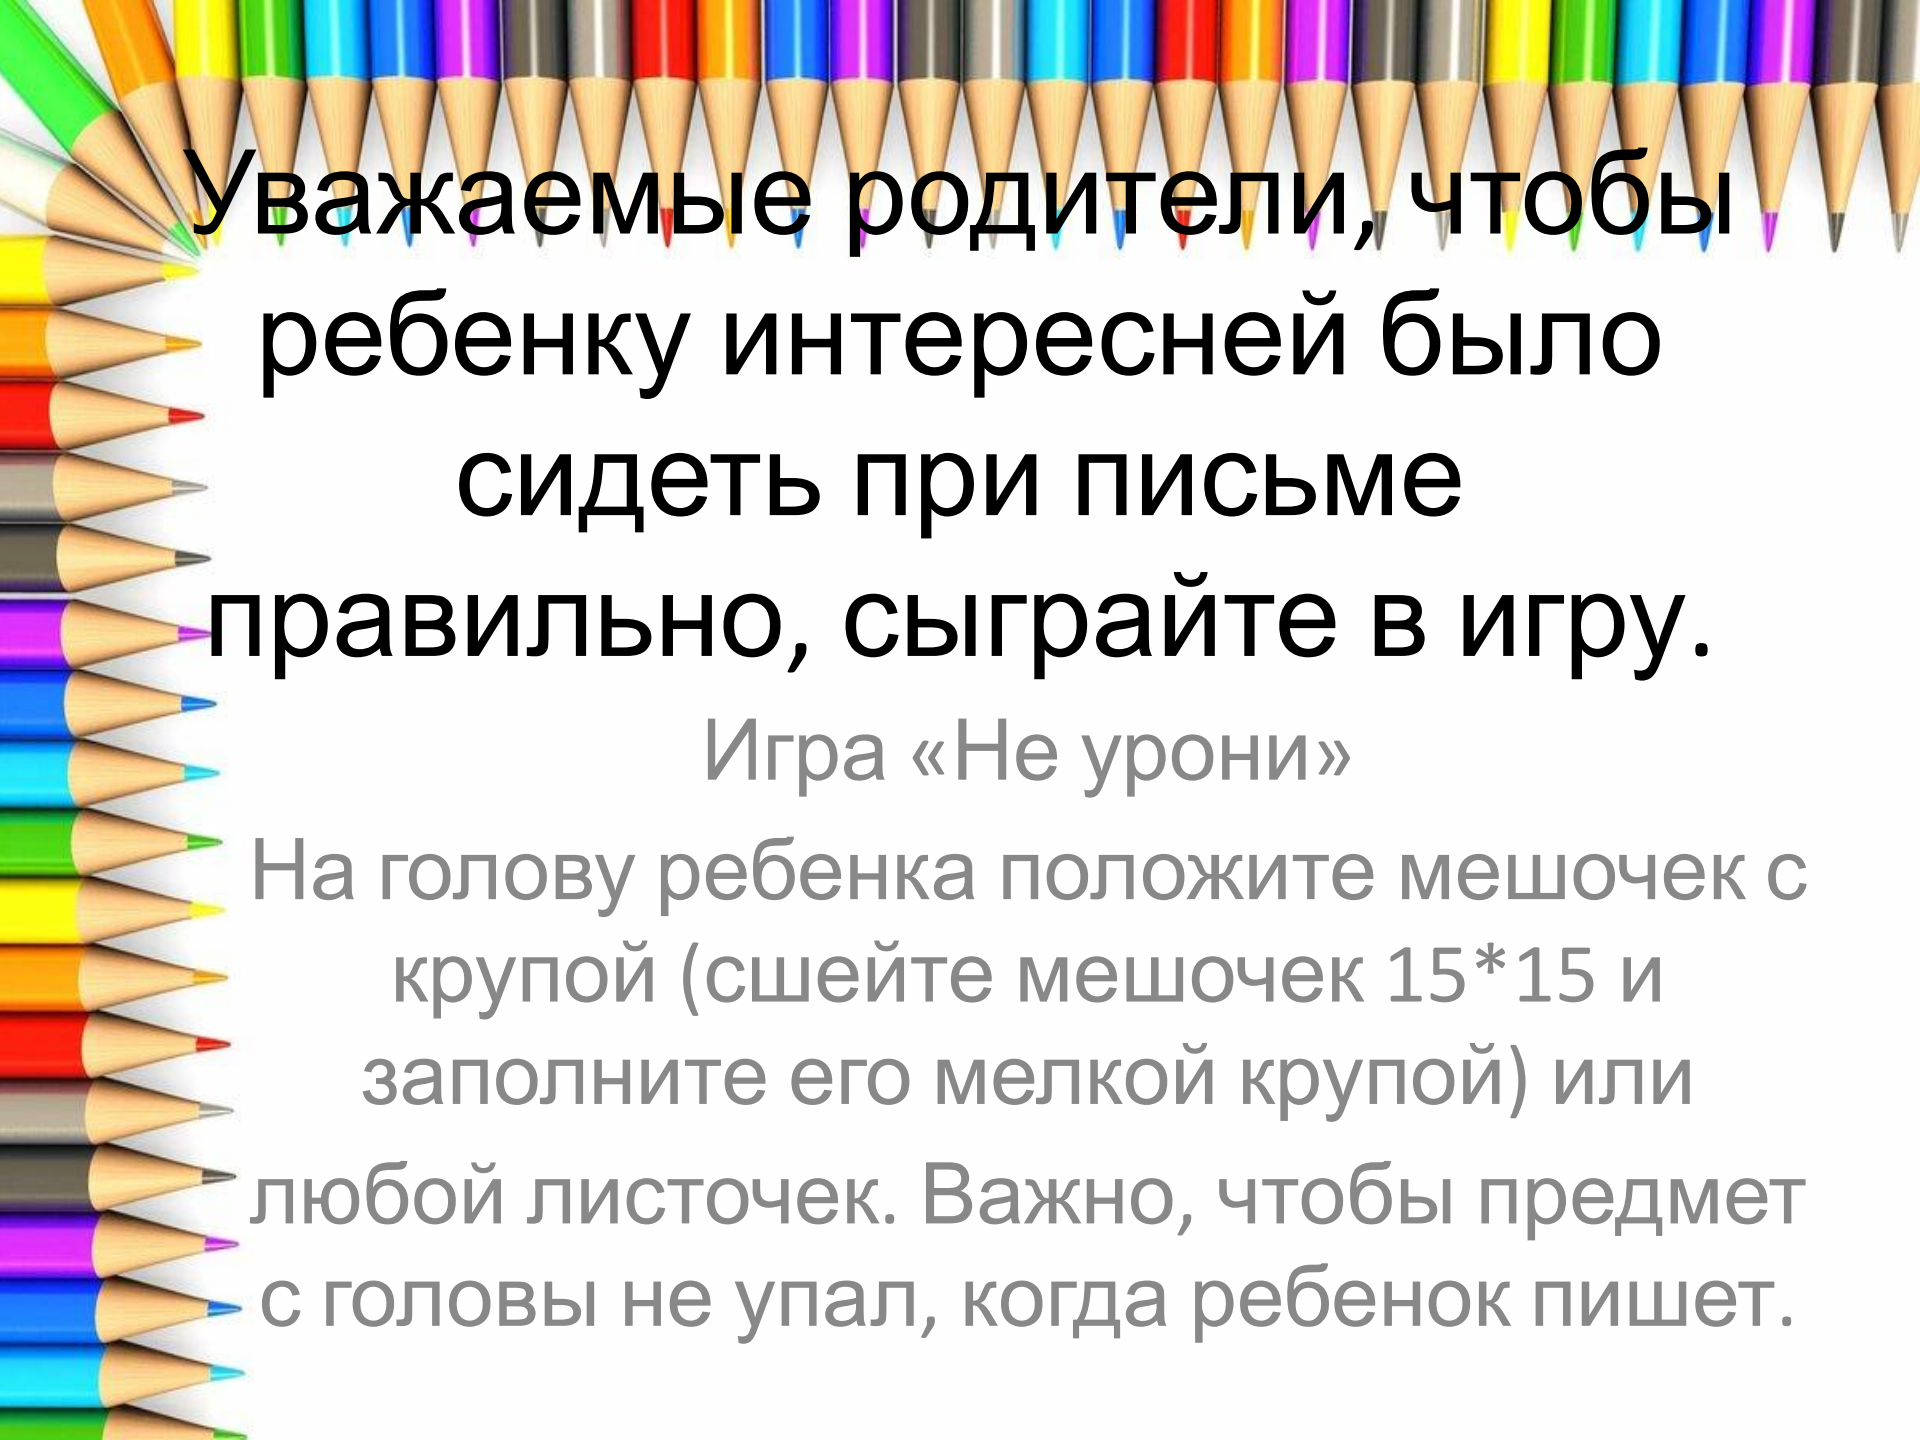 Уважаемые родители, чтобы
ребенку интересней было
сидеть при письме
правильно, сыграйте в игру.
Игра «Не урони»
На голову ребенка положите мешочек с
крупой (сшейте мешочек 15*15 и
заполните его мелкой крупой) или
любой листочек. Важно, чтобы предмет
с головы не упал, когда ребенок пишет.